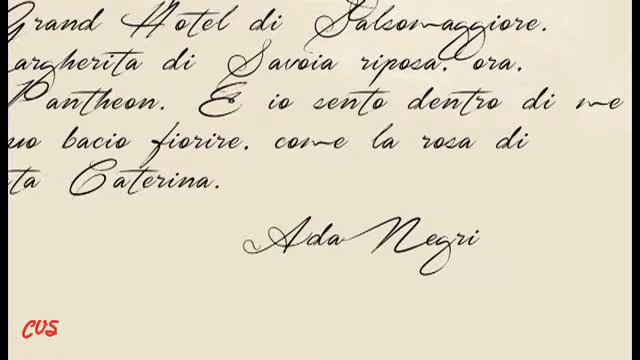 Grand Hotel di Salsomaggiore.
argherita di Savoia riposa. ora.
Pantheon. E io sento dentro di me
uo bacio fiorire. come la rosa di
ta Caterina.
Ada Negri
CVS